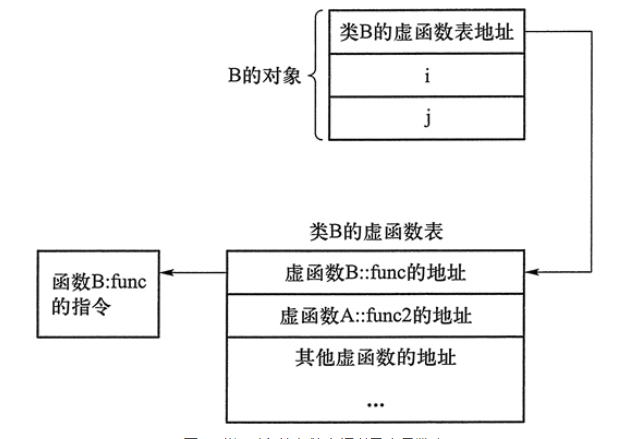 类B的虚函数表地址
B的对象
i
j
类B的虚函数表
函数B:func
的指令
虚函数B::func的地址
虚函数A::func2的地址
其他虚函数的地址
...